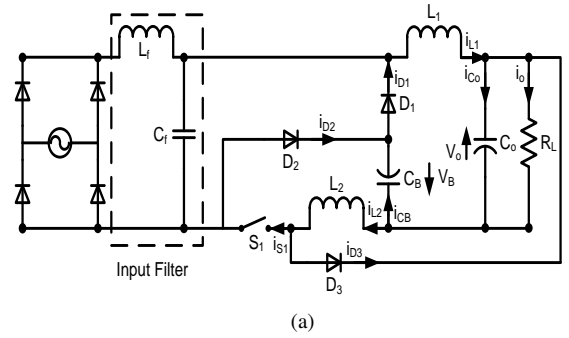 L1
Lf
iL1
iCo
io
iD1
D1
iD2
Cf
D2
Vo
Co
RL
L2
CB
VB
iL2
iCB
S1
iS1
iD3
D3
Input Filter
(a)